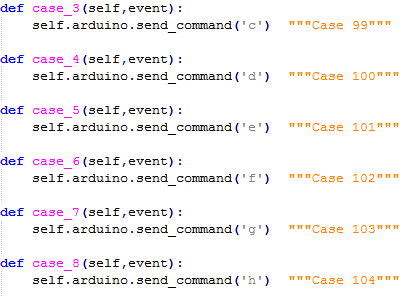 def case_3(self,event):
    self.arduino.send_command('c')  """Case 99"""
def case_4(self,event):
    self.arduino.send_command('d')  """Case 100"""
def case_5(self,event):
    self.arduino.send_command('e')  """Case 101"""
def case_6(self,event):
    self.arduino.send_command('f')  """Case 102"""
def case_7(self,event):
    self.arduino.send_command('g')  """Case 103"""
def case_8(self,event):
    self.arduino.send_command('h')  """Case 104"""